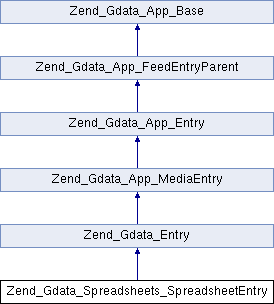 Zend_Gdata_App_Base
Zend_Gdata_App_FeedEntryParent
Zend_Gdata_App_Entry
Zend_Gdata_App_MediaEntry
Zend_Gdata_Entry
Zend_Gdata_Spreadsheets_SpreadsheetEntry